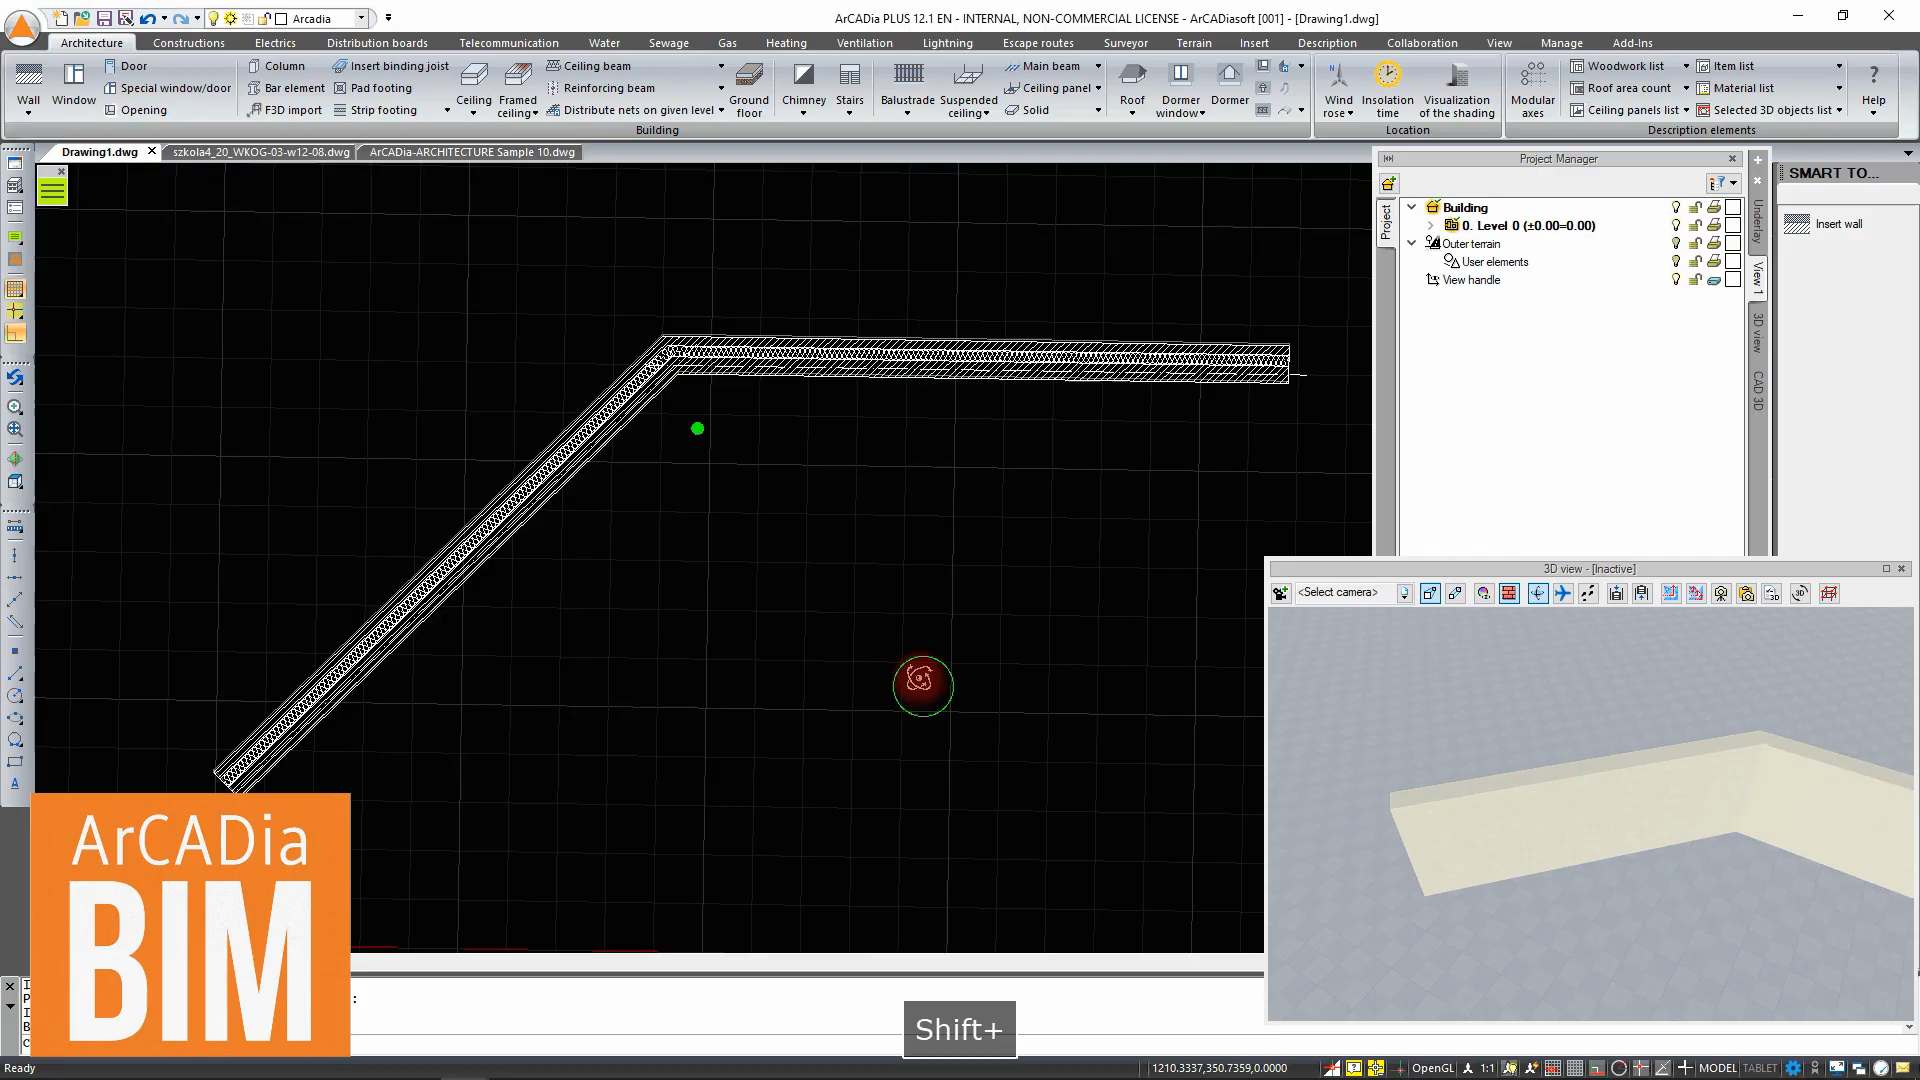 Arcadia
ArCADia PLUS 12.1 EN - INTERNAL, NON-COMMERCIAL LICENSE - ArCADiasoft [001] - [Drawing1.dwg]
Architecture Constructions Electrics Distribution boards Telecommunication Water Sewage Gas Heating Ventilation Lightning Escape routes Surveyor Terrain Insert Description Collaboration View Manage Add-Ins
Door Column Insert binding joist Ceiling beam Main beam Woodwork list Item list
Special window/door Bar element Pad footing Reinforcing beam Ceiling panel Roof area count Material list
Opening F3D import Strip footing Distribute nets on given level Solid Ceiling panels list Selected 3D objects list
Wall Window Ceiling Framed ceiling Ground floor Chimney Stairs Balustrade Suspended ceiling Roof Dormer window Dormer Wind rose Insolation time Visualization of the shading Modular axes Help
Building Location Description elements
Drawing1.dwg szkola4_20_WKOG-03-w12-08.dwg ArCADia-ARCHITECTURE Sample 10.dwg
Project Manager
SMART TO...
Project
Building
0. Level 0 (±0.00=0.00)
Outer terrain
User elements
View handle
Underlay
View 1
3D view
CAD 3D
Insert wall
3D view - [Inactive]
<Select camera>
ArCADia
BIM
I
P
I
B
C
:
Shift+
Ready
1210.3337,350.7359,0.0000
OpenGL
1:1
MODEL
TABLET